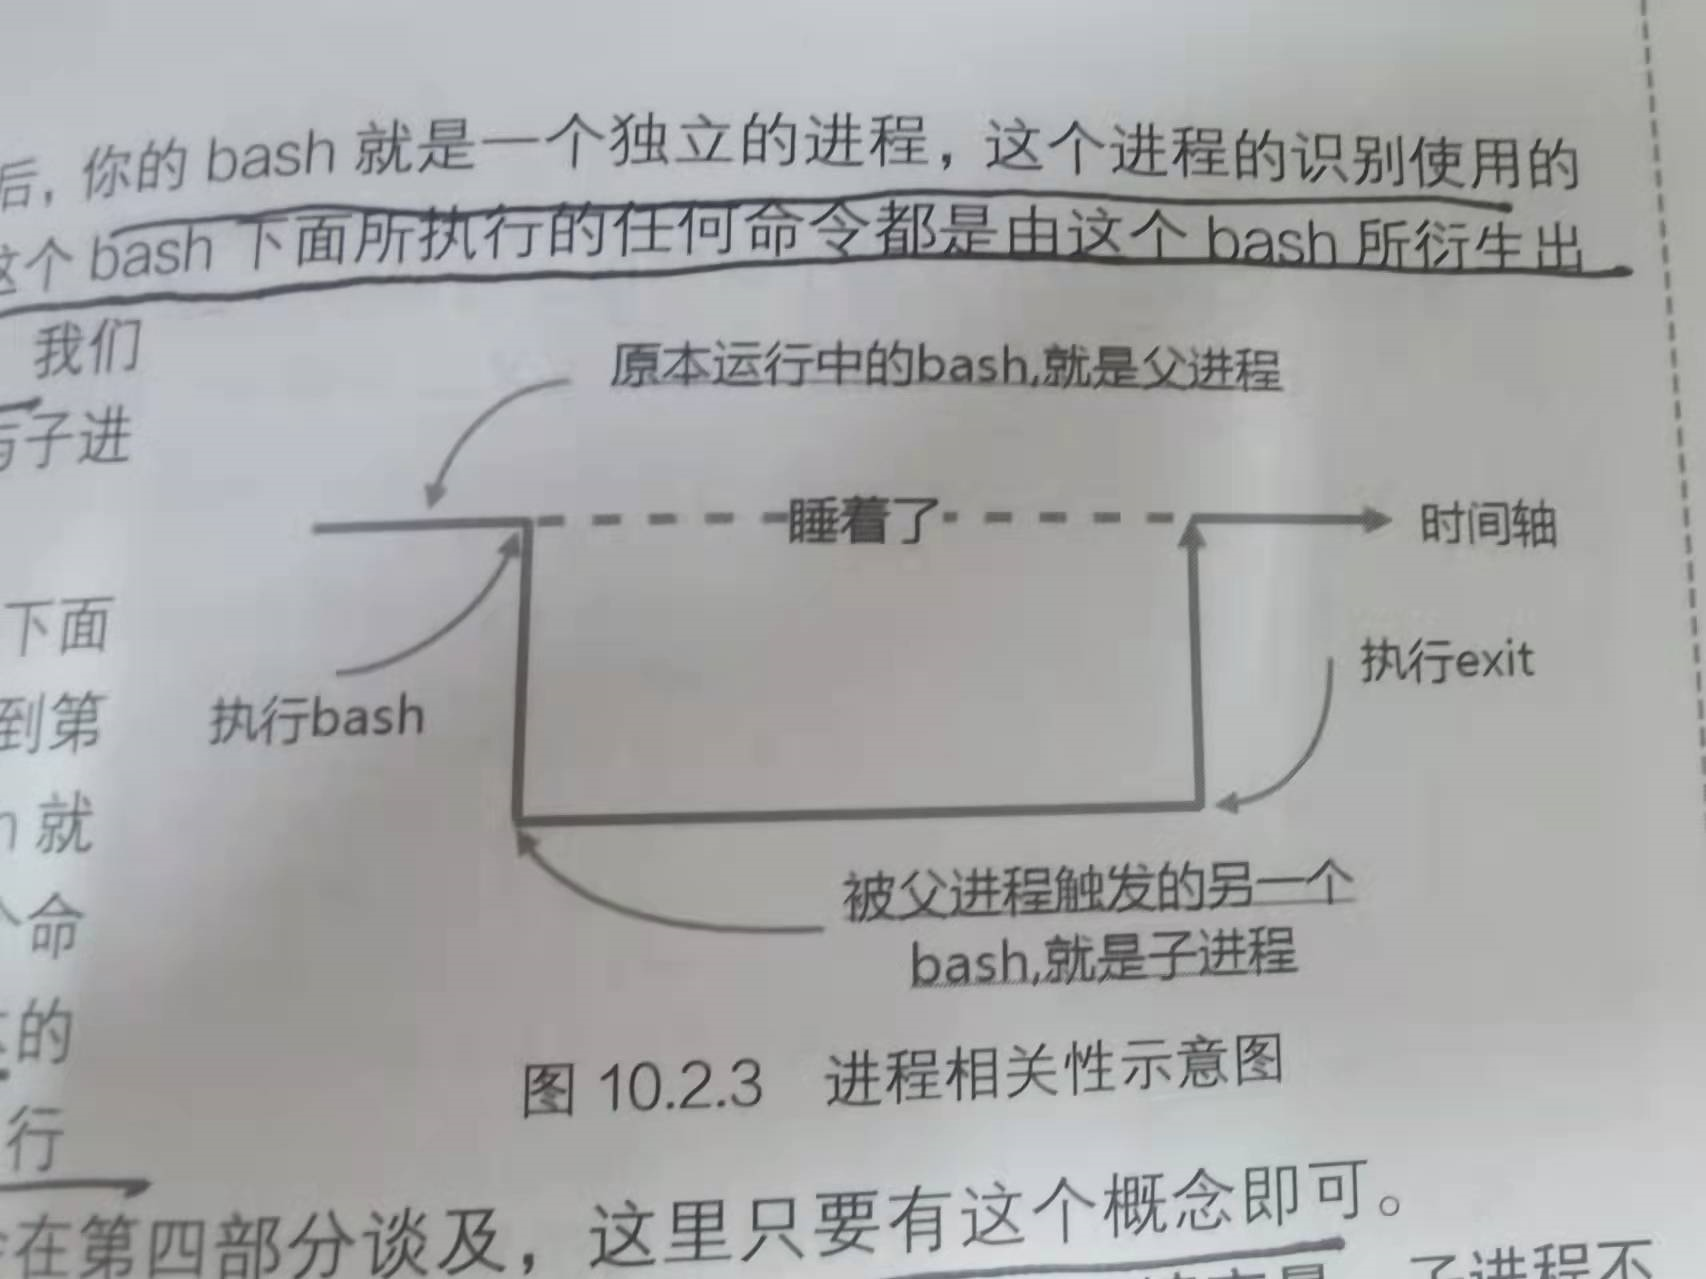 后，你的 bash 就是一个独立的进程，这个进程的识别使用的
这个 bash 下面所执行的任何命令都是由这个 bash 所衍生出
我们
与子进
下面
到第
就
命
的
行
原本运行中的bash,就是父进程
睡着了
时间轴
执行bash
执行exit
被父进程触发的另一个
bash,就是子进程
图 10.2.3 进程相关性示意图
在第四部分谈及，这里只要有这个概念即可。
子进程不